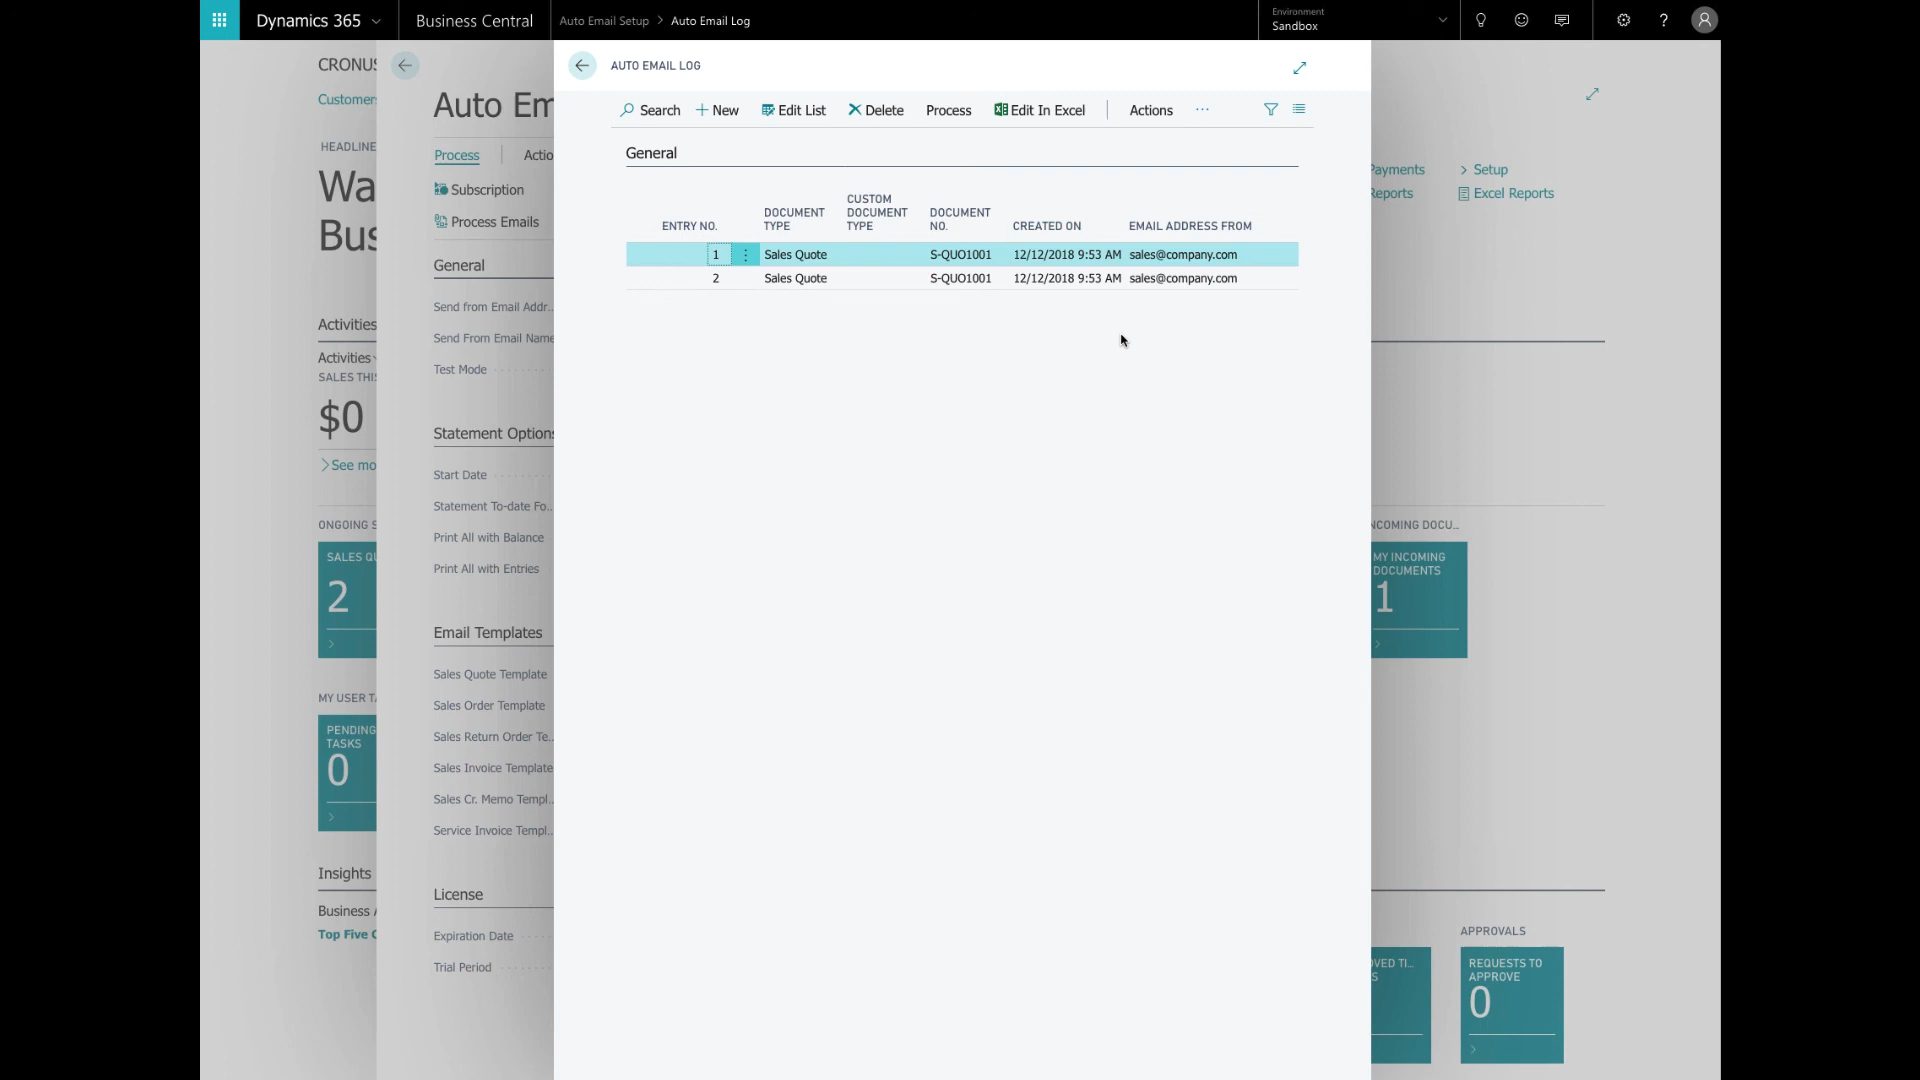 Dynamics 365
Business Central
Auto Email Setup > Auto Email Log
Environment
Sandbox
?
CRONUS
Customers
HEADLINE
Wa
Bus
Activities
Activities
SALES THIS
$0
>See mo
ONGOING S
SALES QU
2
MY USER TA
PENDING
TASKS
0
Insights
Business A
Top Five C
Auto Em
Process
Actio
Subscription
Process Emails
General
Send from Email Addr..
Send From Email Name
Test Mode
Statement Options
Start Date
Statement To-date Fo..
Print All with Balance
Print All with Entries
Email Templates
Sales Quote Template
Sales Order Template
Sales Return Order Te..
Sales Invoice Template
Sales Cr. Memo Templ..
Service Invoice Templ..
License
Expiration Date
Trial Period
AUTO EMAIL LOG
Search
New
Edit List
Delete
Process
Edit In Excel
Actions
General
ENTRY NO. DOCUMENT TYPE CUSTOM DOCUMENT TYPE DOCUMENT NO. CREATED ON EMAIL ADDRESS FROM
1 Sales Quote S-QUO1001 12/12/2018 9:53 AM sales@company.com
2 Sales Quote S-QUO1001 12/12/2018 9:53 AM sales@company.com
Payments
> Setup
Reports
Excel Reports
NCOMING DOCU...
MY INCOMING
DOCUMENTS
1
APPROVALS
VED TI...
S
REQUESTS TO
APPROVE
0